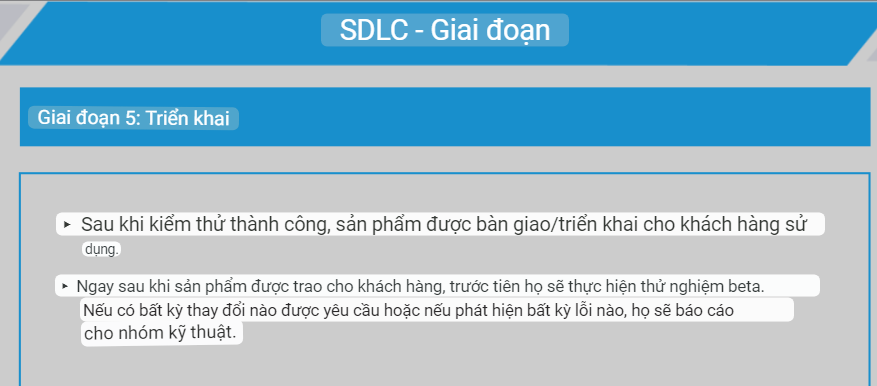 SDLC - Giai đoạn
Giai đoạn 5: Triển khai
▸ Sau khi kiểm thử thành công, sản phẩm được bàn giao/triển khai cho khách hàng sử
dụng.
▸ Ngay sau khi sản phẩm được trao cho khách hàng, trước tiên họ sẽ thực hiện thử nghiệm beta.
Nếu có bất kỳ thay đổi nào được yêu cầu hoặc nếu phát hiện bất kỳ lỗi nào, họ sẽ báo cáo
cho nhóm kỹ thuật.